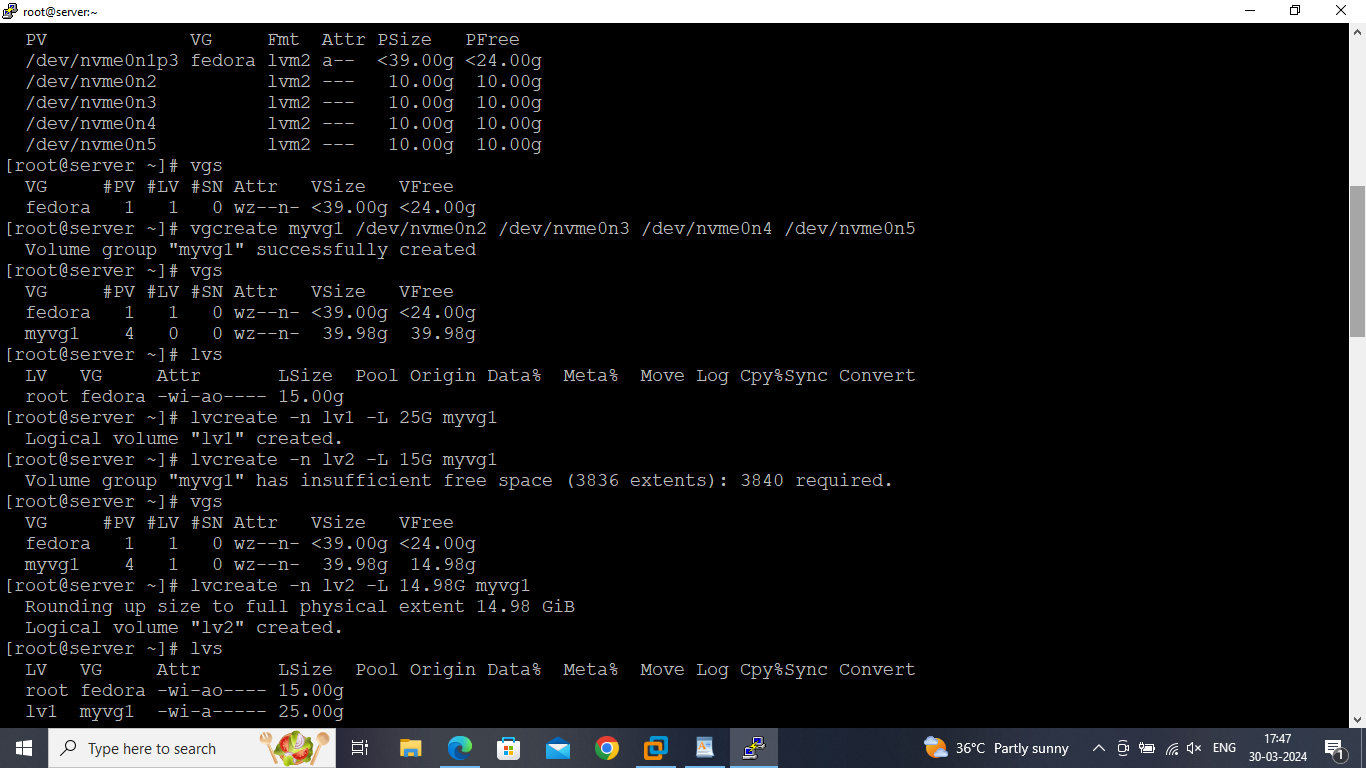 root@server:~
PV VG Fmt Attr PSize PFree
/dev/nvme0n1p3 fedora lvm2 a-- <39.00g <24.00g
/dev/nvme0n2 lvm2 --- 10.00g 10.00g
/dev/nvme0n3 lvm2 --- 10.00g 10.00g
/dev/nvme0n4 lvm2 --- 10.00g 10.00g
/dev/nvme0n5 lvm2 --- 10.00g 10.00g
[root@server ~]# vgs
VG #PV #LV #SN Attr VSize VFree
fedora 1 1 0 wz--n- <39.00g <24.00g
[root@server ~]# vgcreate myvg1 /dev/nvme0n2 /dev/nvme0n3 /dev/nvme0n4 /dev/nvme0n5
Volume group "myvg1" successfully created
[root@server ~]# vgs
VG #PV #LV #SN Attr VSize VFree
fedora 1 1 0 wz--n- <39.00g <24.00g
myvg1 4 0 0 wz--n- 39.98g 39.98g
[root@server ~]# lvs
LV VG Attr LSize Pool Origin Data% Meta% Move Log Cpy%Sync Convert
root fedora -wi-ao---- 15.00g
[root@server ~]# lvcreate -n lv1 -L 25G myvg1
Logical volume "lv1" created.
[root@server ~]# lvcreate -n lv2 -L 15G myvg1
Volume group "myvg1" has insufficient free space (3836 extents): 3840 required.
[root@server ~]# vgs
VG #PV #LV #SN Attr VSize VFree
fedora 1 1 0 wz--n- <39.00g <24.00g
myvg1 4 1 0 wz--n- 39.98g 14.98g
[root@server ~]# lvcreate -n lv2 -L 14.98G myvg1
Rounding up size to full physical extent 14.98 GiB
Logical volume "lv2" created.
[root@server ~]# lvs
LV VG Attr LSize Pool Origin Data% Meta% Move Log Cpy%Sync Convert
root fedora -wi-ao---- 15.00g
lv1 myvg1 -wi-a----- 25.00g
Type here to search
36°C Partly sunny
ENG
17:47
30-03-2024
1